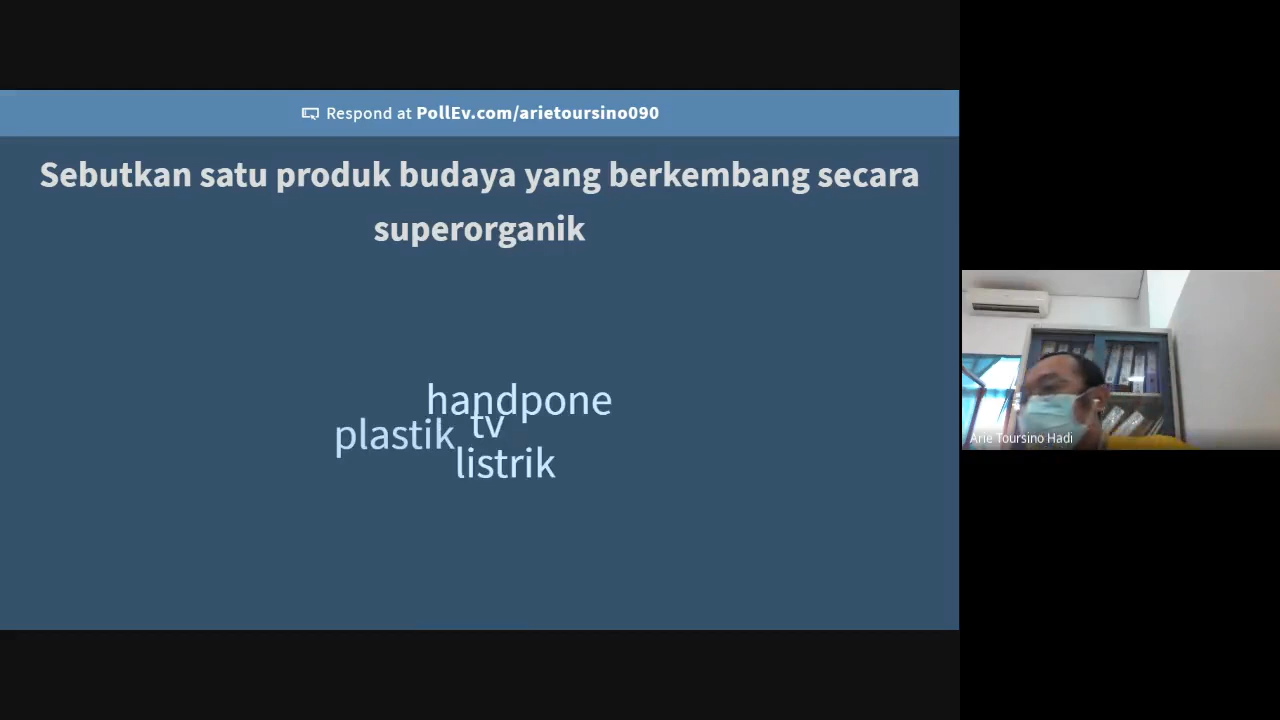 Respond at PollEv.com/arietoursino090
Sebutkan satu produk budaya yang berkembang secara
superorganik
handpone
tv
plastik
listrik
Arie Toursino Hadi